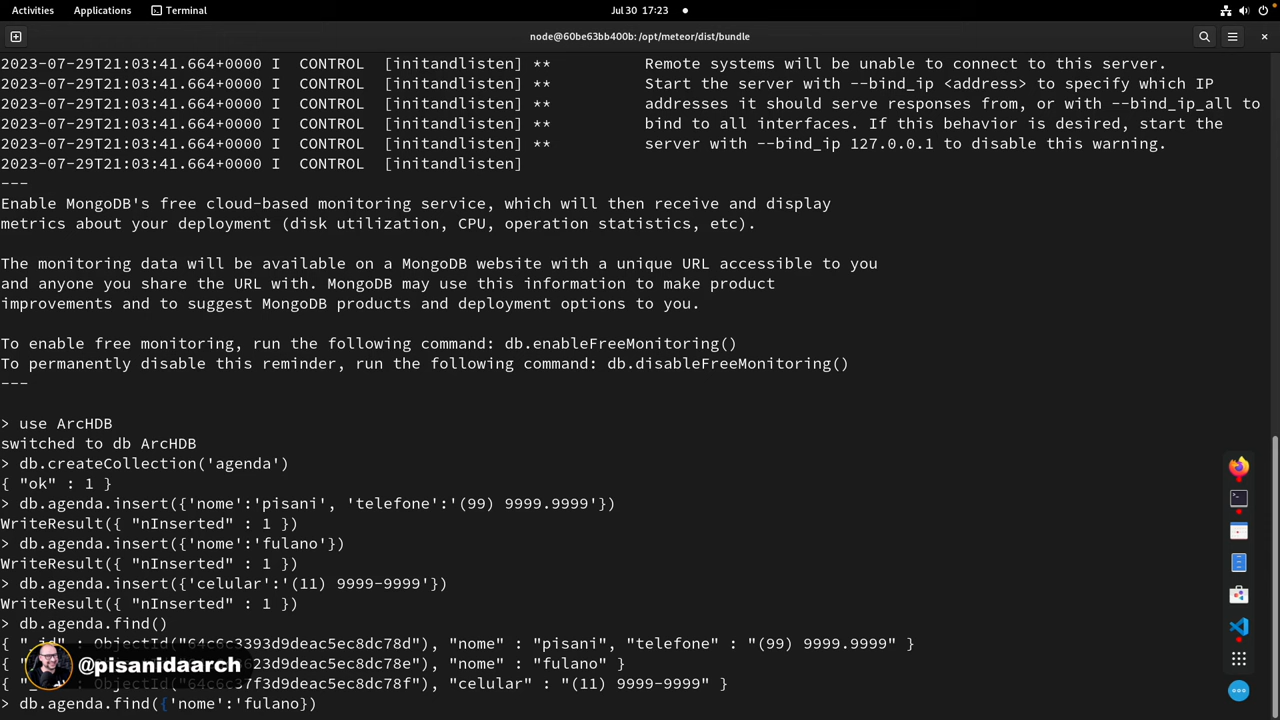 Activities Applications Terminal Jul 30 17:23
node@60be63bb400b: /opt/meteor/dist/bundle
2023-07-29T21:03:41.664+0000 I  CONTROL  [initandlisten] **          Remote systems will be unable to connect to this server.
2023-07-29T21:03:41.664+0000 I  CONTROL  [initandlisten] **          Start the server with --bind_ip <address> to specify which IP
2023-07-29T21:03:41.664+0000 I  CONTROL  [initandlisten] **          addresses it should serve responses from, or with --bind_ip_all to
2023-07-29T21:03:41.664+0000 I  CONTROL  [initandlisten] **          bind to all interfaces. If this behavior is desired, start the
2023-07-29T21:03:41.664+0000 I  CONTROL  [initandlisten] **          server with --bind_ip 127.0.0.1 to disable this warning.
2023-07-29T21:03:41.664+0000 I  CONTROL  [initandlisten]
---
Enable MongoDB's free cloud-based monitoring service, which will then receive and display
metrics about your deployment (disk utilization, CPU, operation statistics, etc).
The monitoring data will be available on a MongoDB website with a unique URL accessible to you
and anyone you share the URL with. MongoDB may use this information to make product
improvements and to suggest MongoDB products and deployment options to you.
To enable free monitoring, run the following command: db.enableFreeMonitoring()
To permanently disable this reminder, run the following command: db.disableFreeMonitoring()
---
> use ArcHDB
switched to db ArcHDB
> db.createCollection('agenda')
{ "ok" : 1 }
> db.agenda.insert({'nome':'pisani', 'telefone':'(99) 9999.9999'})
WriteResult({ "nInserted" : 1 })
> db.agenda.insert({'nome':'fulano'})
WriteResult({ "nInserted" : 1 })
> db.agenda.insert({'celular':'(11) 9999-9999'})
WriteResult({ "nInserted" : 1 })
> db.agenda.find()
{ "_id" : ObjectId("64c6c3393d9deac5ec8dc78d"), "nome" : "pisani", "telefone" : "(99) 9999.9999" }
{ "nome" : "fulano" }
{ ObjectId("64c6c37f3d9deac5ec8dc78f"), "celular" : "(11) 9999-9999" }
@pisanidaarch
> db.agenda.find({'nome':'fulano})